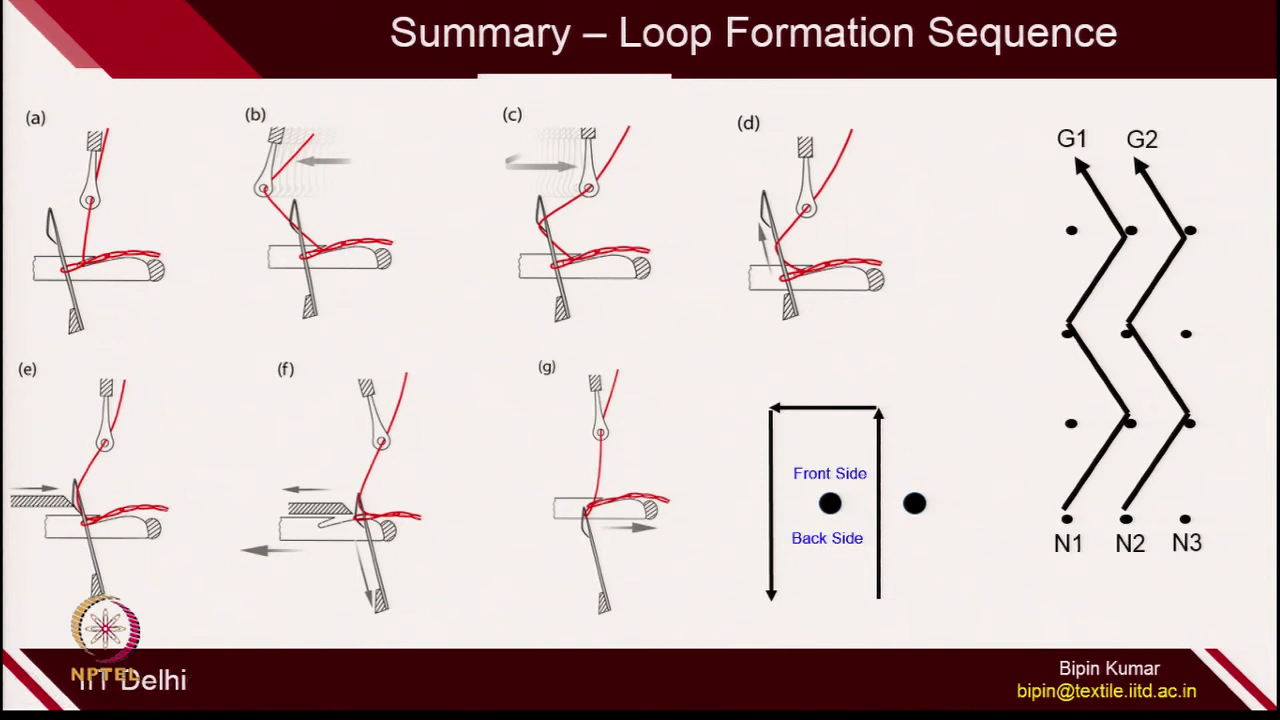 Summary – Loop Formation Sequence
(a)
(b)
(c)
(d)
G1 G2
(e)
(f)
(g)
Front Side
Back Side
N1 N2 N3
NPTEL
IIT Delhi
Bipin Kumar
bipin@textile.iitd.ac.in